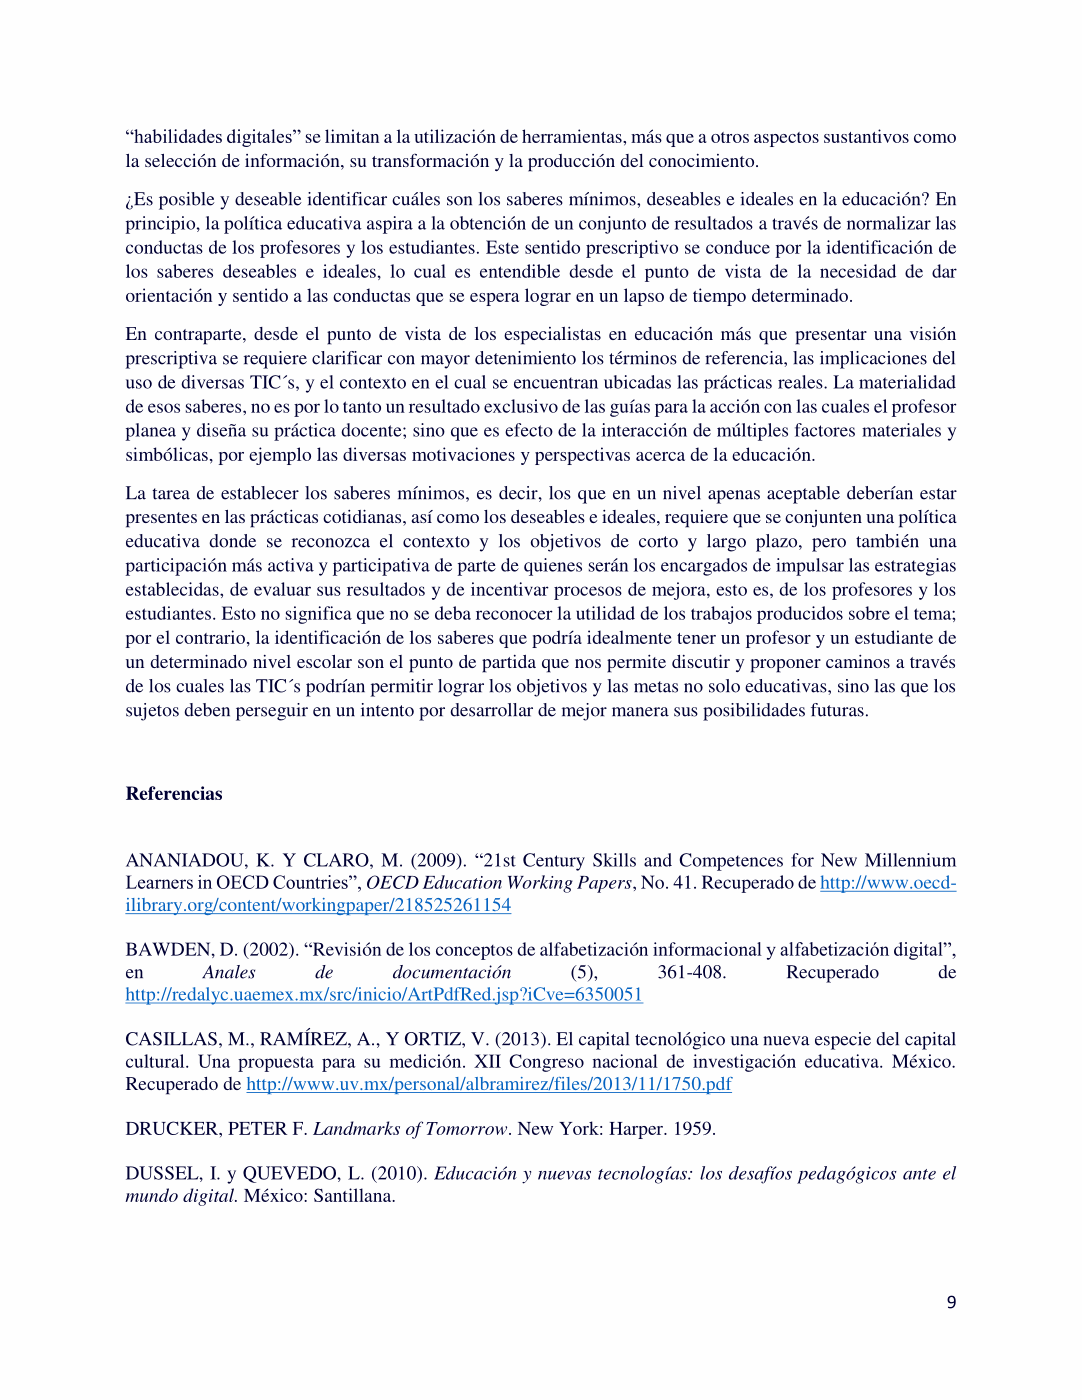 “habilidades digitales” se limitan a la utilización de herramientas, más que a otros aspectos sustantivos como
la selección de información, su transformación y la producción del conocimiento.
¿Es posible y deseable identificar cuáles son los saberes mínimos, deseables e ideales en la educación? En
principio, la política educativa aspira a la obtención de un conjunto de resultados a través de normalizar las
conductas de los profesores y los estudiantes. Este sentido prescriptivo se conduce por la identificación de
los saberes deseables e ideales, lo cual es entendible desde el punto de vista de la necesidad de dar
orientación y sentido a las conductas que se espera lograr en un lapso de tiempo determinado.
En contraparte, desde el punto de vista de los especialistas en educación más que presentar una visión
prescriptiva se requiere clarificar con mayor detenimiento los términos de referencia, las implicaciones del
uso de diversas TIC´s, y el contexto en el cual se encuentran ubicadas las prácticas reales. La materialidad
de esos saberes, no es por lo tanto un resultado exclusivo de las guías para la acción con las cuales el profesor
planea y diseña su práctica docente; sino que es efecto de la interacción de múltiples factores materiales y
simbólicas, por ejemplo las diversas motivaciones y perspectivas acerca de la educación.
La tarea de establecer los saberes mínimos, es decir, los que en un nivel apenas aceptable deberían estar
presentes en las prácticas cotidianas, así como los deseables e ideales, requiere que se conjunten una política
educativa donde se reconozca el contexto y los objetivos de corto y largo plazo, pero también una
participación más activa y participativa de parte de quienes serán los encargados de impulsar las estrategias
establecidas, de evaluar sus resultados y de incentivar procesos de mejora, esto es, de los profesores y los
estudiantes. Esto no significa que no se deba reconocer la utilidad de los trabajos producidos sobre el tema;
por el contrario, la identificación de los saberes que podría idealmente tener un profesor y un estudiante de
un determinado nivel escolar son el punto de partida que nos permite discutir y proponer caminos a través
de los cuales las TIC´s podrían permitir lograr los objetivos y las metas no solo educativas, sino las que los
sujetos deben perseguir en un intento por desarrollar de mejor manera sus posibilidades futuras.
Referencias
ANANIADOU, K. Y CLARO, M. (2009). “21st Century Skills and Competences for New Millennium
Learners in OECD Countries”, OECD Education Working Papers, No. 41. Recuperado de http://www.oecd-
ilibrary.org/content/workingpaper/218525261154
BAWDEN, D. (2002). “Revisión de los conceptos de alfabetización informacional y alfabetización digital”,
en Anales de documentación (5), 361-408. Recuperado de
http://redalyc.uaemex.mx/src/inicio/ArtPdfRed.jsp?iCve=6350051
CASILLAS, M., RAMÍREZ, A., Y ORTIZ, V. (2013). El capital tecnológico una nueva especie del capital
cultural. Una propuesta para su medición. XII Congreso nacional de investigación educativa. México.
Recuperado de http://www.uv.mx/personal/albramirez/files/2013/11/1750.pdf
DRUCKER, PETER F. Landmarks of Tomorrow. New York: Harper. 1959.
DUSSEL, I. y QUEVEDO, L. (2010). Educación y nuevas tecnologías: los desafíos pedagógicos ante el
mundo digital. México: Santillana.
9